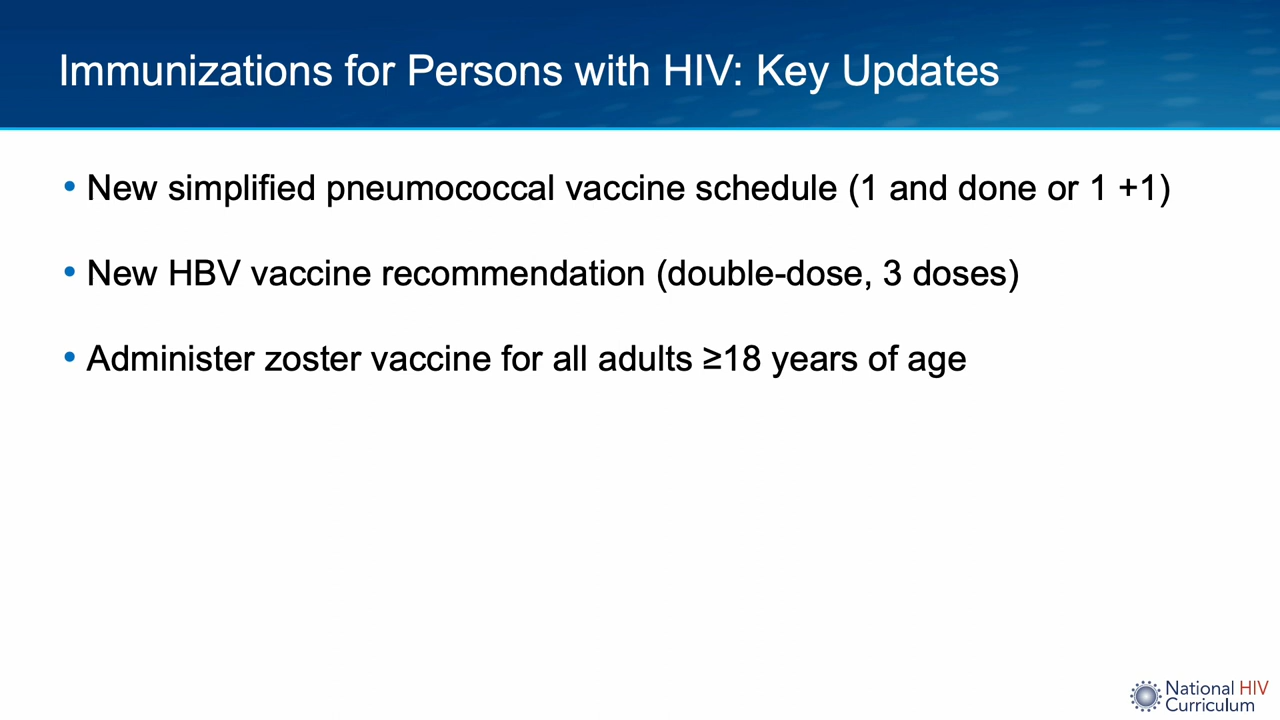 Immunizations for Persons with HIV: Key Updates
• New simplified pneumococcal vaccine schedule (1 and done or 1 +1)
• New HBV vaccine recommendation (double-dose, 3 doses)
• Administer zoster vaccine for all adults ≥18 years of age
National HIV
Curriculum